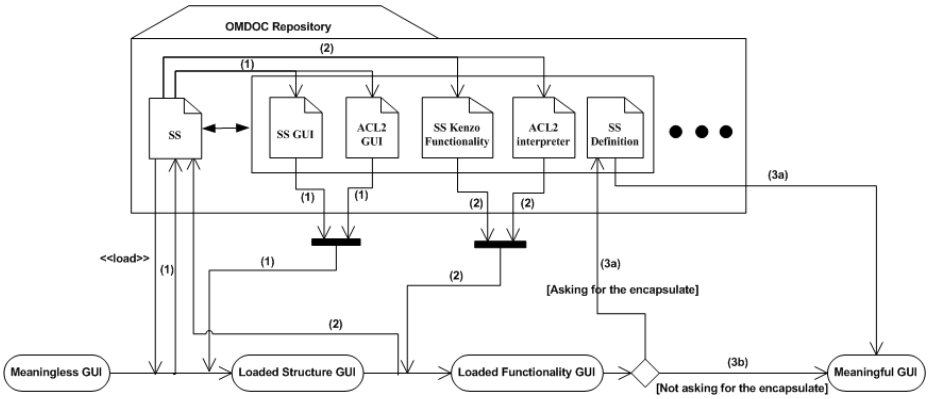 OMDOC Repository
(2)
(1)
SS
SS GUI
ACL2
GUI
SS Kenzo
Functionality
ACL2
interpreter
SS
Definition
(3a)
(1)
(1)
(2)
(2)
<<load>>
(1)
(1)
(2)
(3a)
[Asking for the encapsulate]
(2)
Meaningless GUI
Loaded Structure GUI
Loaded Functionality GUI
(3b)
[Not asking for the encapsulate]
Meaningful GUI